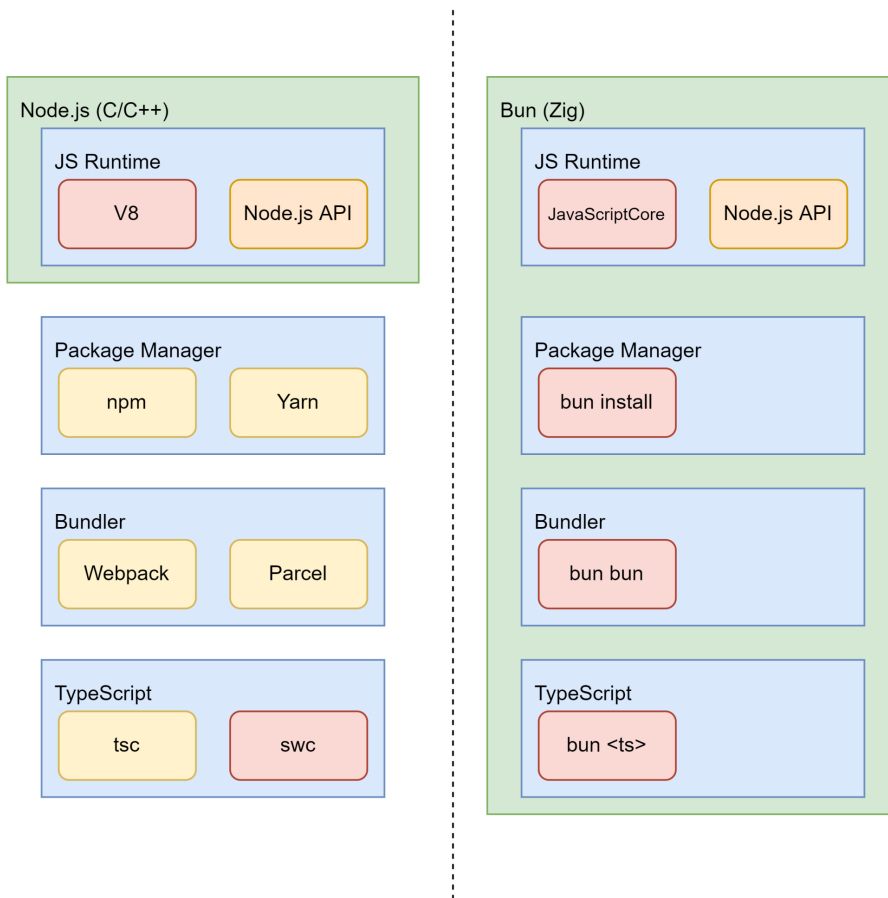 Node.js (C/C++)
JS Runtime
V8
Node.js API
Package Manager
npm
Yarn
Bundler
Webpack
Parcel
TypeScript
tsc
swc
Bun (Zig)
JS Runtime
JavaScriptCore
Node.js API
Package Manager
bun install
Bundler
bun bun
TypeScript
bun <ts>